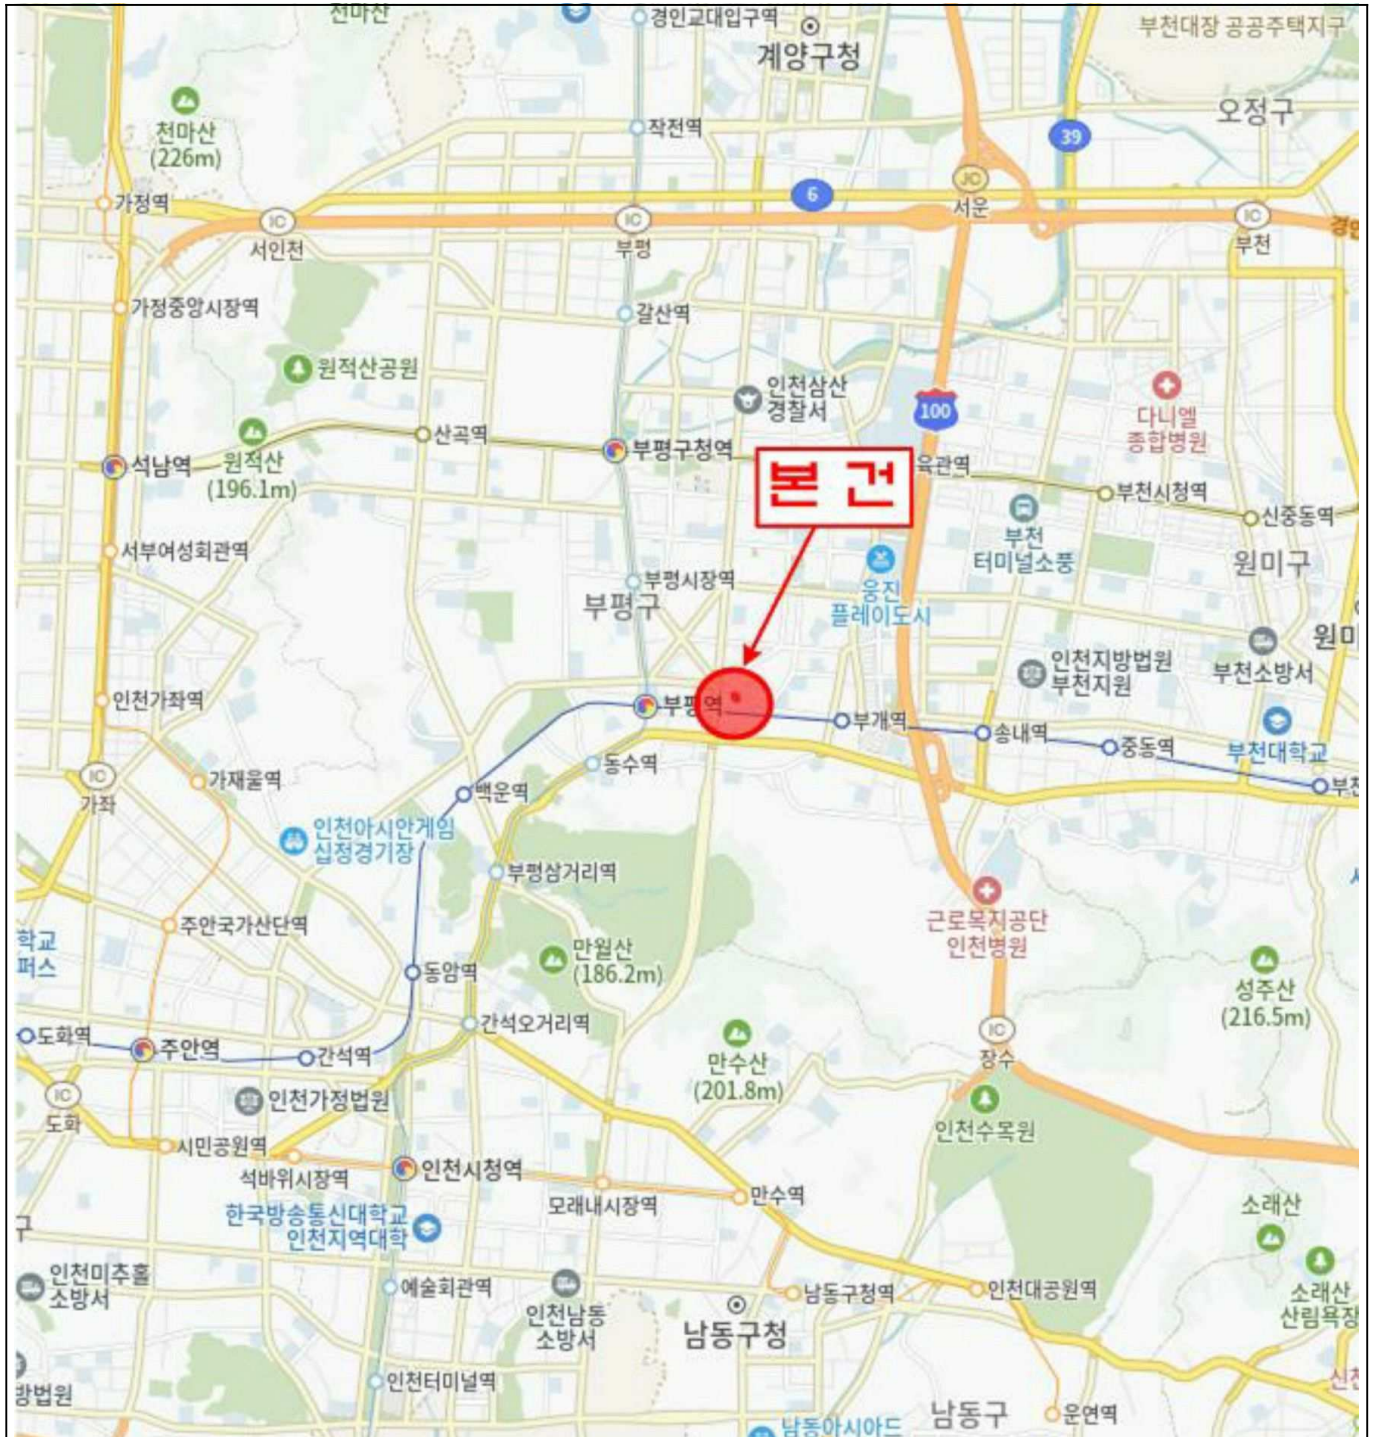 천마산
경인교대입구역
계양구청
부천대장 공공주택지구
오정구
천마산
(226m)
작전역
39
가정역
6
JC
서운
IC
서인천
IC
부평
IC
부천
경인
가정중앙시장역
갈산역
원적산공원
인천삼산
경찰서
100
다니엘
종합병원
산곡역
부평구청역
석남역
원적산
(196.1m)
본 건
육관역
부천시청역
신중동역
부천
터미널소풍
서부여성회관역
부평시장역
부평구
웅진
플레이도시
원미구
원미
인천지방법원
부천지원
부천소방서
인천가좌역
부평역
부개역
송내역
중동역
부천대학교
부천
동수역
IC
가좌
가재울역
백운역
인천아시안게임
십정경기장
부평삼거리역
주안국가산단역
근로복지공단
인천병원
학교
퍼스
동암역
만월산
(186.2m)
성주산
(216.5m)
도화역
주안역
간석역
간석오거리역
만수산
(201.8m)
IC
장수
IC
도화
인천가정법원
인천수목원
시민공원역
석바위시장역
인천시청역
모래내시장역
만수역
한국방송통신대학교
인천지역대학
소래산
구
인천미추홀
소방서
예술회관역
인천남동
소방서
남동구청
남동구청역
인천대공원역
소래산
산림욕장
방법원
인천터미널역
남동구
운연역
신천
남동아시아드